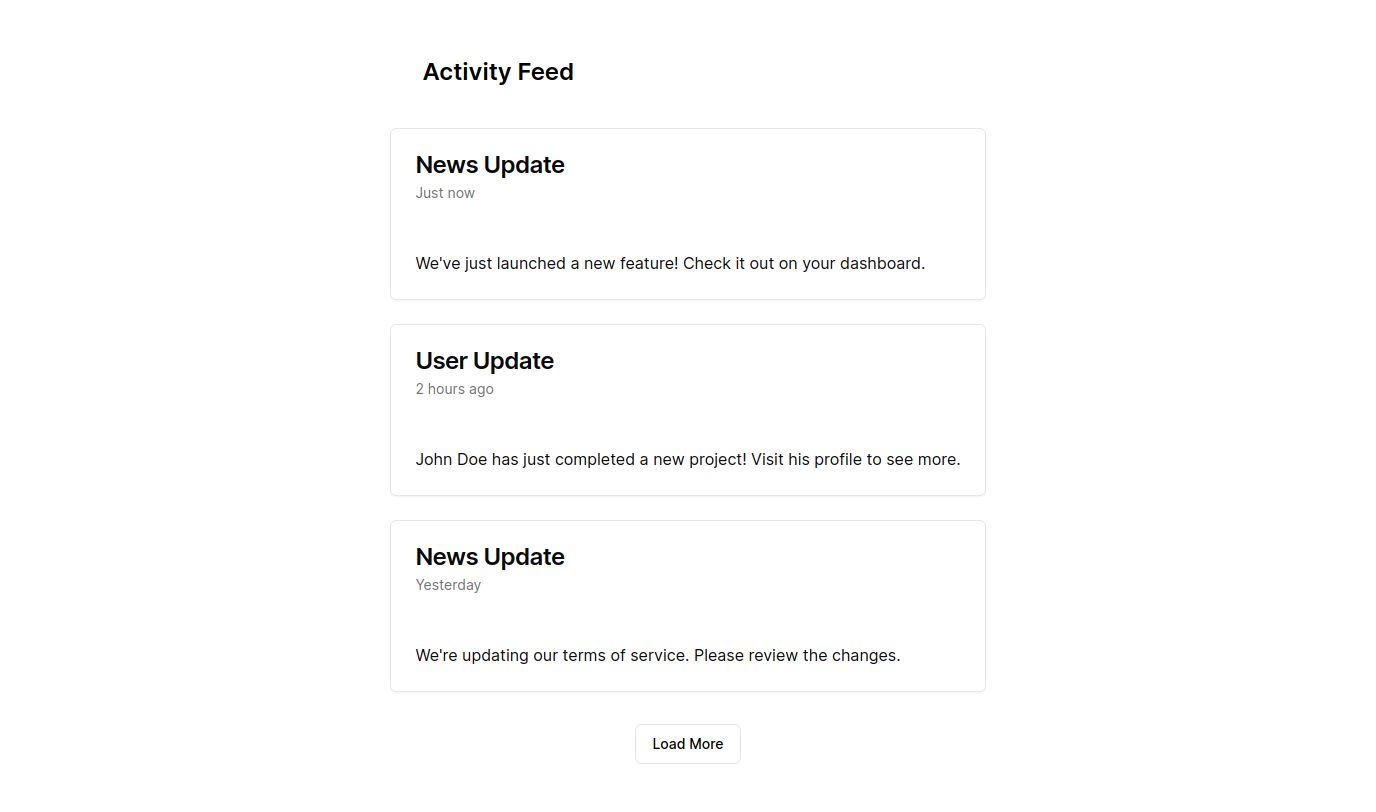 Activity Feed
News Update
Just now
We've just launched a new feature! Check it out on your dashboard.
User Update
2 hours ago
John Doe has just completed a new project! Visit his profile to see more.
News Update
Yesterday
We're updating our terms of service. Please review the changes.
Load More